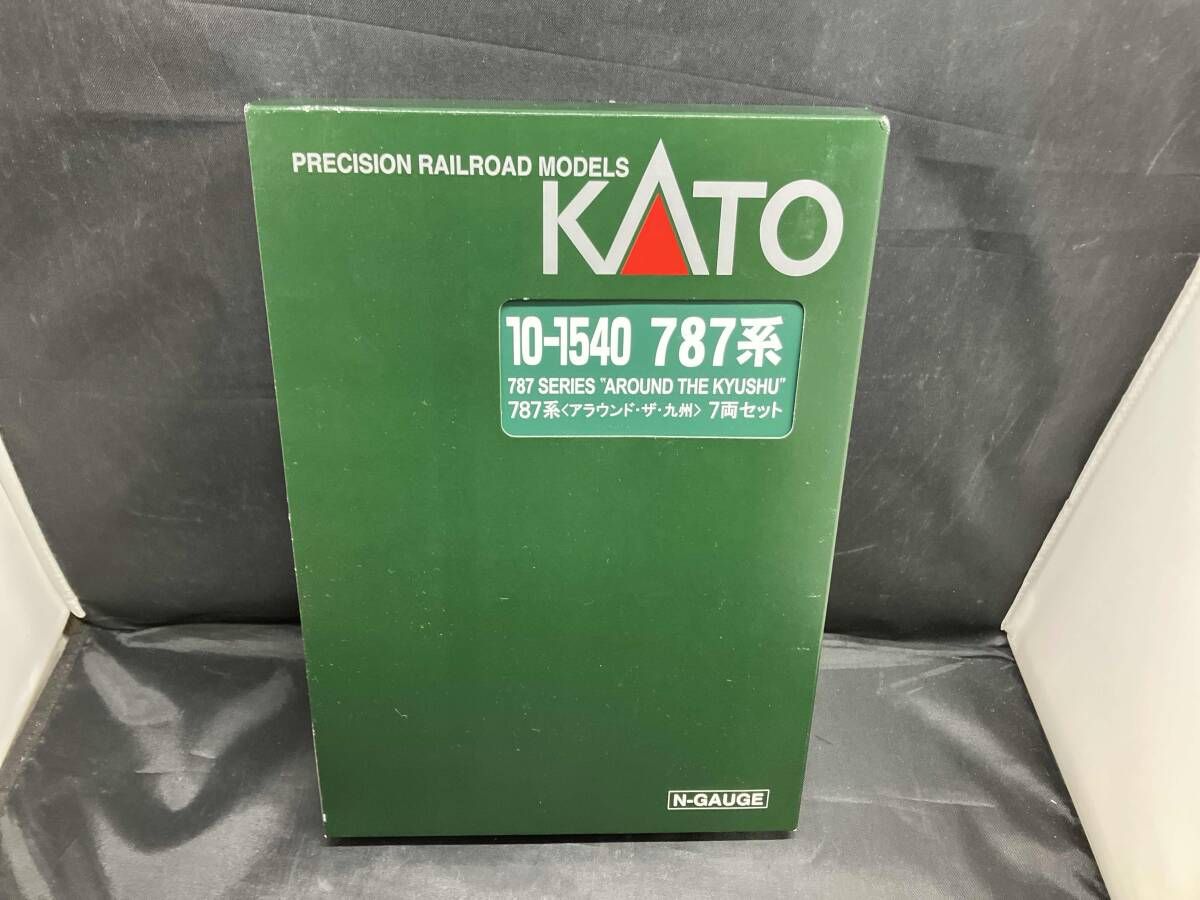 PRECISION RAILROAD MODELS
KATO
10-1540 787系
787 SERIES "AROUND THE KYUSHU"
787系〈アラウンド・ザ・九州〉7両セット
N-GAUGE